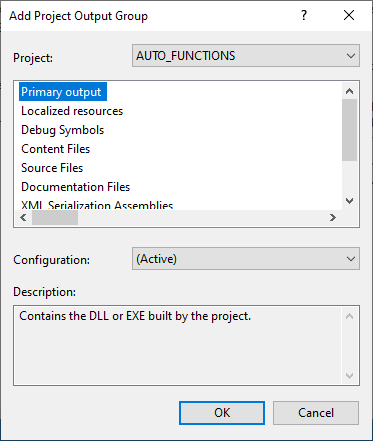 Add Project Output Group
?
Project:
AUTO_FUNCTIONS
Primary output
Localized resources
Debug Symbols
Content Files
Source Files
Documentation Files
XML Serialization Assemblies
Configuration:
(Active)
Description:
Contains the DLL or EXE built by the project.
OK
Cancel